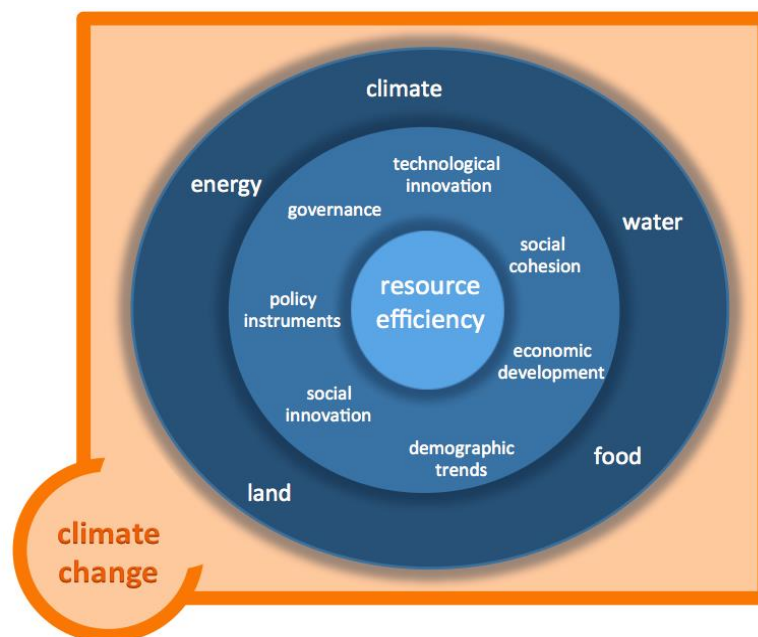 climate
energy
water
food
land
technological
innovation
governance
social
cohesion
policy
instruments
economic
development
social
innovation
demographic
trends
resource
efficiency
climate
change